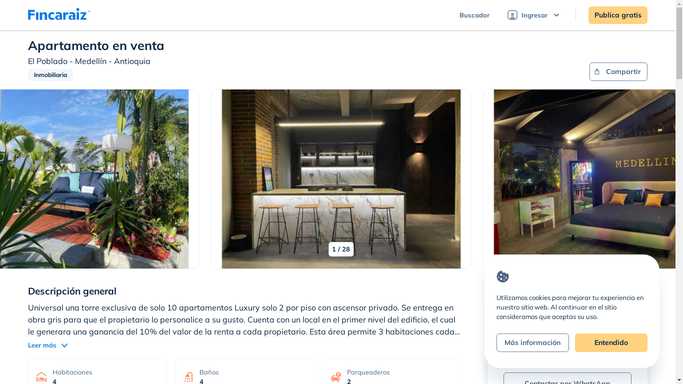 Fincaraiz
Buscador
Ingresar
Publica gratis
Apartamento en venta
El Poblado - Medellín - Antioquia
Inmobiliaria
Compartir
MEDELLIN
1 / 28
Descripción general
Universal una torre exclusiva de solo 10 apartamentos Luxury solo 2 por piso con ascensor privado. Se entrega en
obra gris para que el propietario lo personalice a su gusto. Cuenta con un local en el primer nivel del edificio, el cual
le generara una ganancia del 10% del valor de la renta a cada propietario. Esta área permite 3 habitaciones cada...
Leer más
Habitaciones
4
Baños
4
Parqueaderos
2
Utilizamos cookies para mejorar tu experiencia en
nuestro sitio web. Al continuar en el sitio
consideramos que aceptas su uso.
Más información
Entendido
Contactar por WhatsApp